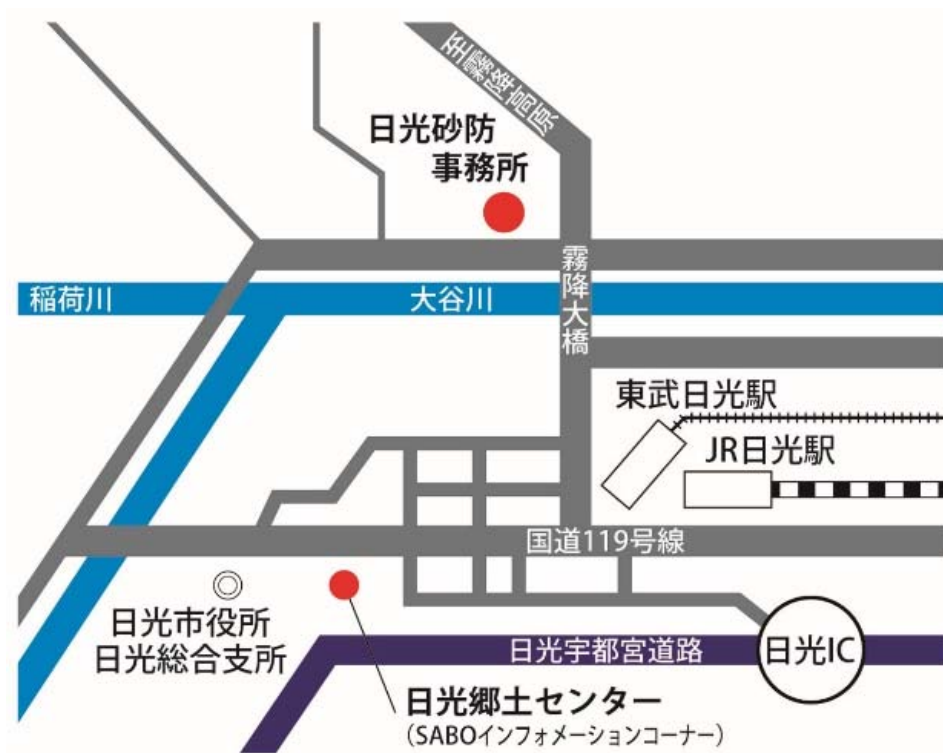 至霧降高原
日光砂防
事務所
霧降大橋
稲荷川
大谷川
東武日光駅
JR日光駅
国道119号線
日光市役所
日光総合支所
日光宇都宮道路
日光IC
日光郷土センター
（SABOインフォメーションコーナー）